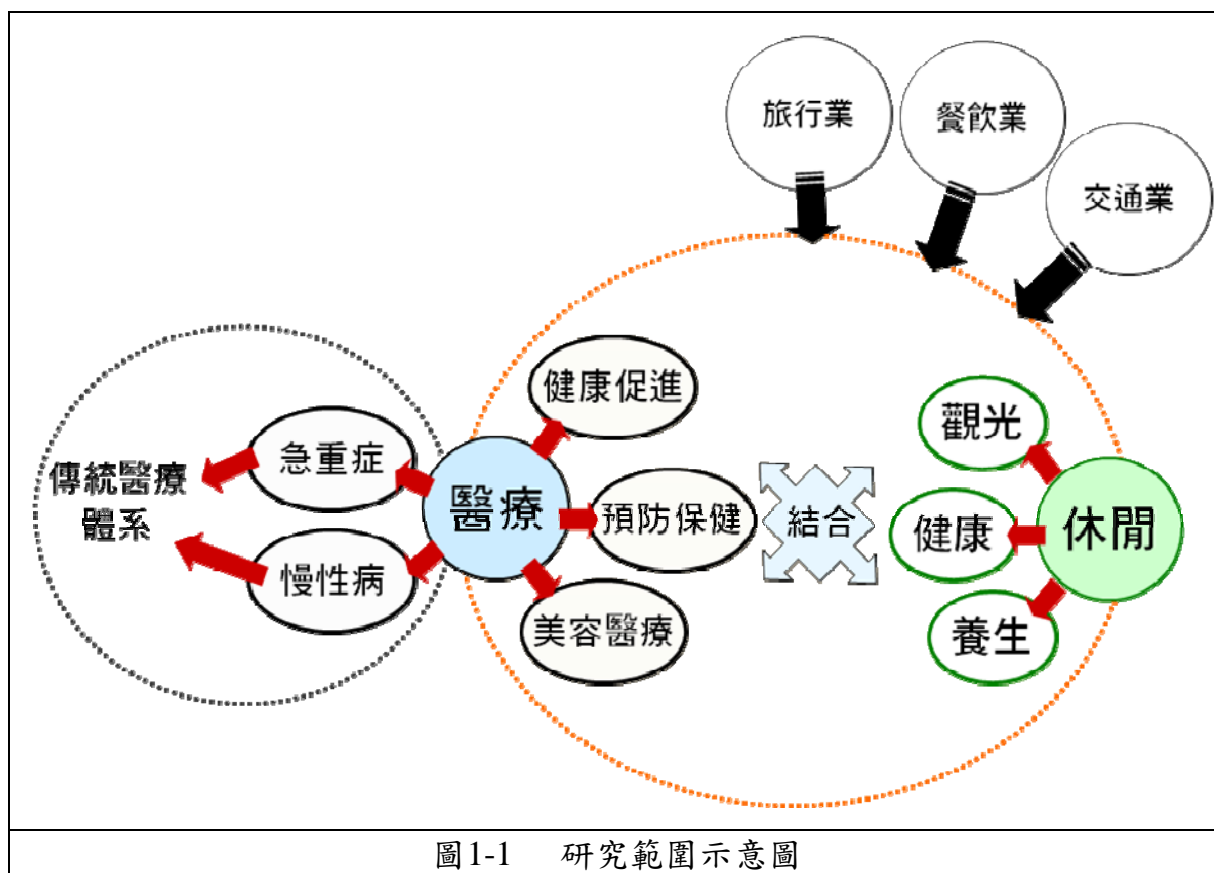 旅行業
餐飲業
交通業
健康促進
急重症
傳統醫療
體系
醫療
預防保健
慢性病
美容醫療
結合
觀光
健康
休閒
養生
圖1-1 研究範圍示意圖